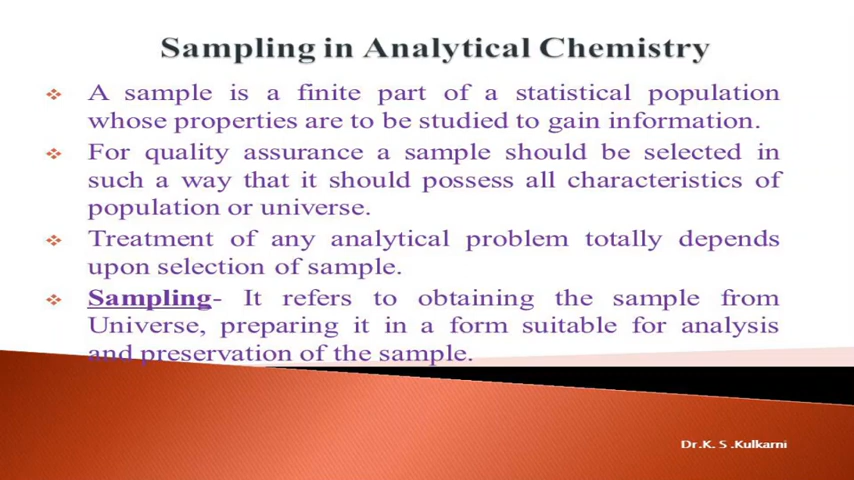 Sampling in Analytical Chemistry
A sample is a finite part of a statistical population
whose properties are to be studied to gain information.
For quality assurance a sample should be selected in
such a way that it should possess all characteristics of
population or universe.
Treatment of any analytical problem totally depends
upon selection of sample.
Sampling- It refers to obtaining the sample from
Universe, preparing it in a form suitable for analysis
and preservation of the sample.
Dr.K. S .Kulkarni